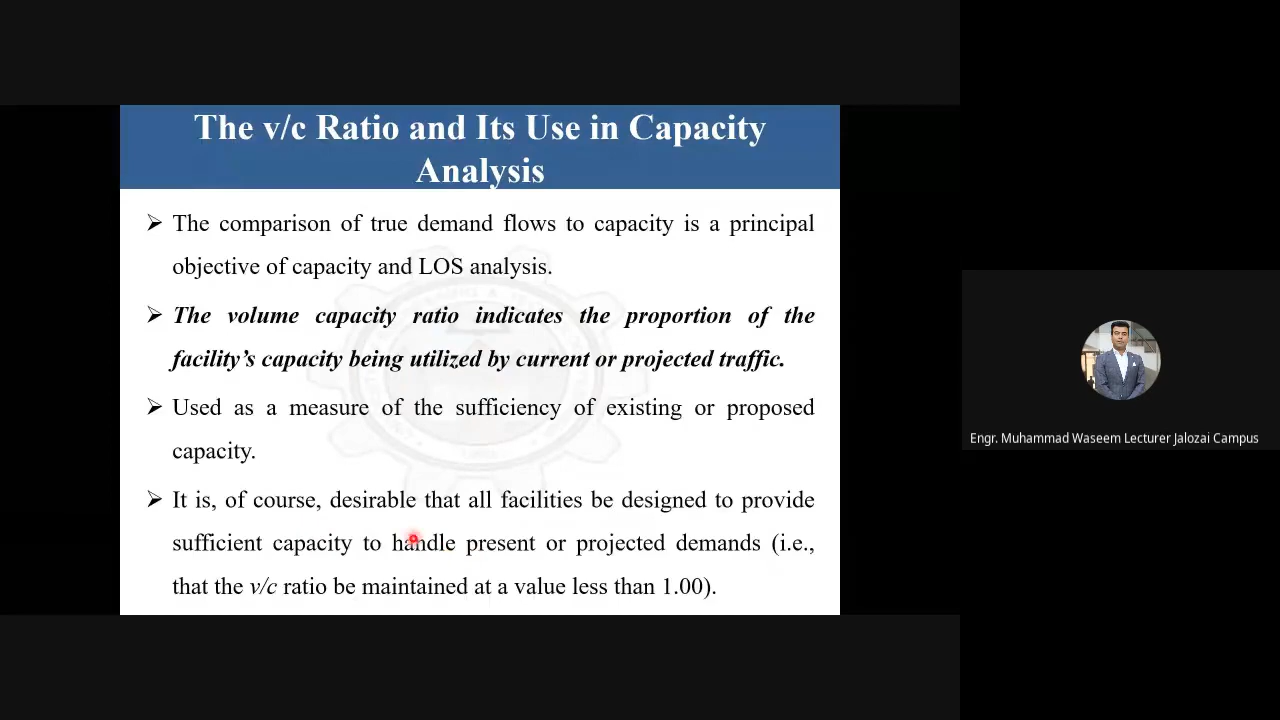 The v/c Ratio and Its Use in Capacity
Analysis
➢ The comparison of true demand flows to capacity is a principal
objective of capacity and LOS analysis.
➢ The volume capacity ratio indicates the proportion of the
facility’s capacity being utilized by current or projected traffic.
➢ Used as a measure of the sufficiency of existing or proposed
capacity.
➢ It is, of course, desirable that all facilities be designed to provide
sufficient capacity to handle present or projected demands (i.e.,
that the v/c ratio be maintained at a value less than 1.00).
Engr. Muhammad Waseem Lecturer Jalozai Campus